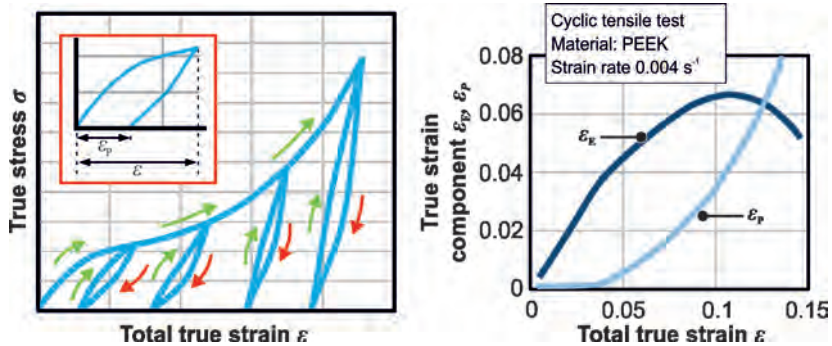 True stress σ
εₚ
ε
Total true strain ε
Cyclic tensile test
Material: PEEK
Strain rate 0.004 s⁻¹
True strain
component ε_E, ε_P
0.08
0.06
0.04
0.02
0
ε_E
ε_P
0
0.05
0.1
0.15
Total true strain ε